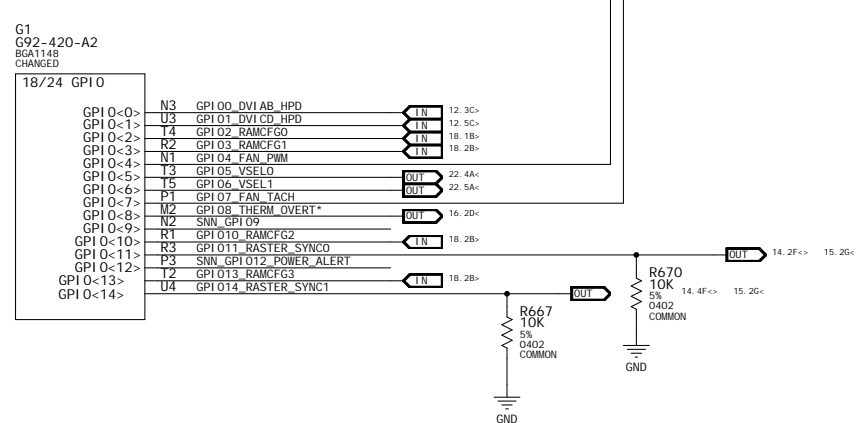 G1
G92-420-A2
BGA1148
CHANGED
18/24 GPIO
GPIO<0> N3 GPIO0_DVIAB_HPD IN 12.3C>
GPIO<1> U3 GPIO1_DVICD_HPD IN 12.5C>
GPIO<2> T4 GPIO2_RAMCFG0 IN 18.1B>
GPIO<3> R2 GPIO3_RAMCFG1 IN 18.2B>
GPIO<4> N1 GPIO4_FAN_PWM
GPIO<5> T3 GPIO5_VSEL0 OUT 22.4A<
GPIO<6> T5 GPIO6_VSEL1 OUT 22.5A<
GPIO<7> P1 GPIO7_FAN_TACH
GPIO<8> M2 GPIO8_THERM_OVERT* OUT 16.2D<
GPIO<9> N2 SNN_GPIO9
GPIO<10> R1 GPIO10_RAMCFG2 IN 18.2B>
GPIO<11> R3 GPIO11_RASTER_SYNC0 OUT 14.2F<> 15.2G<
GPIO<12> P3 SNN_GPIO12_POWER_ALERT
GPIO<13> T2 GPIO13_RAMCFG3 IN 18.2B>
GPIO<14> U4 GPIO14_RASTER_SYNC1 OUT 14.4F<> 15.2G<
R670
10K
5%
0402
COMMON
GND
R667
10K
5%
0402
COMMON
GND